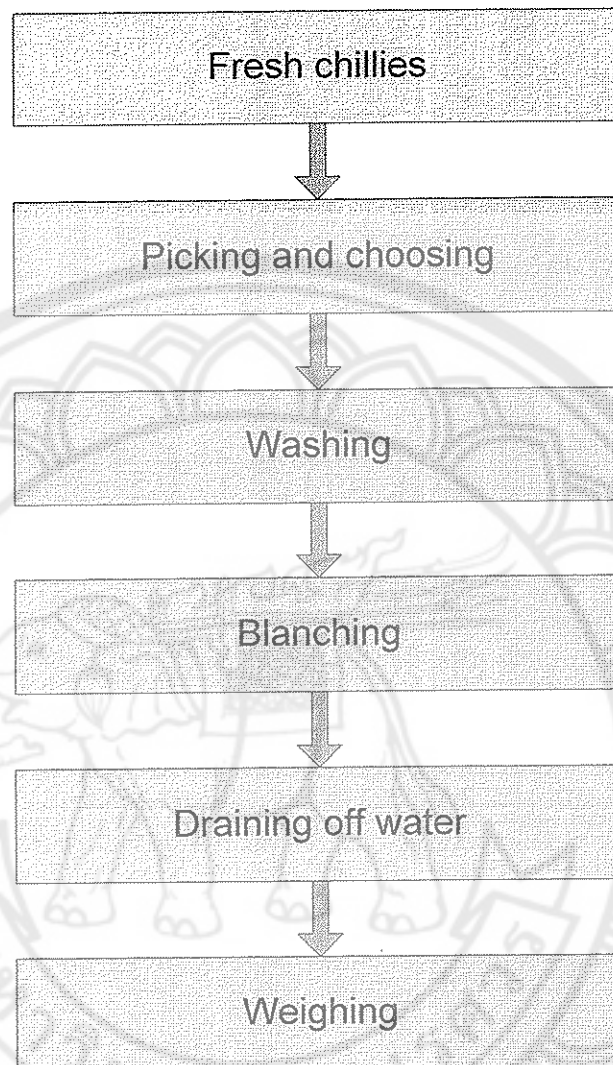 Fresh chillies
Picking and choosing
Washing
Blanching
Draining off water
Weighing